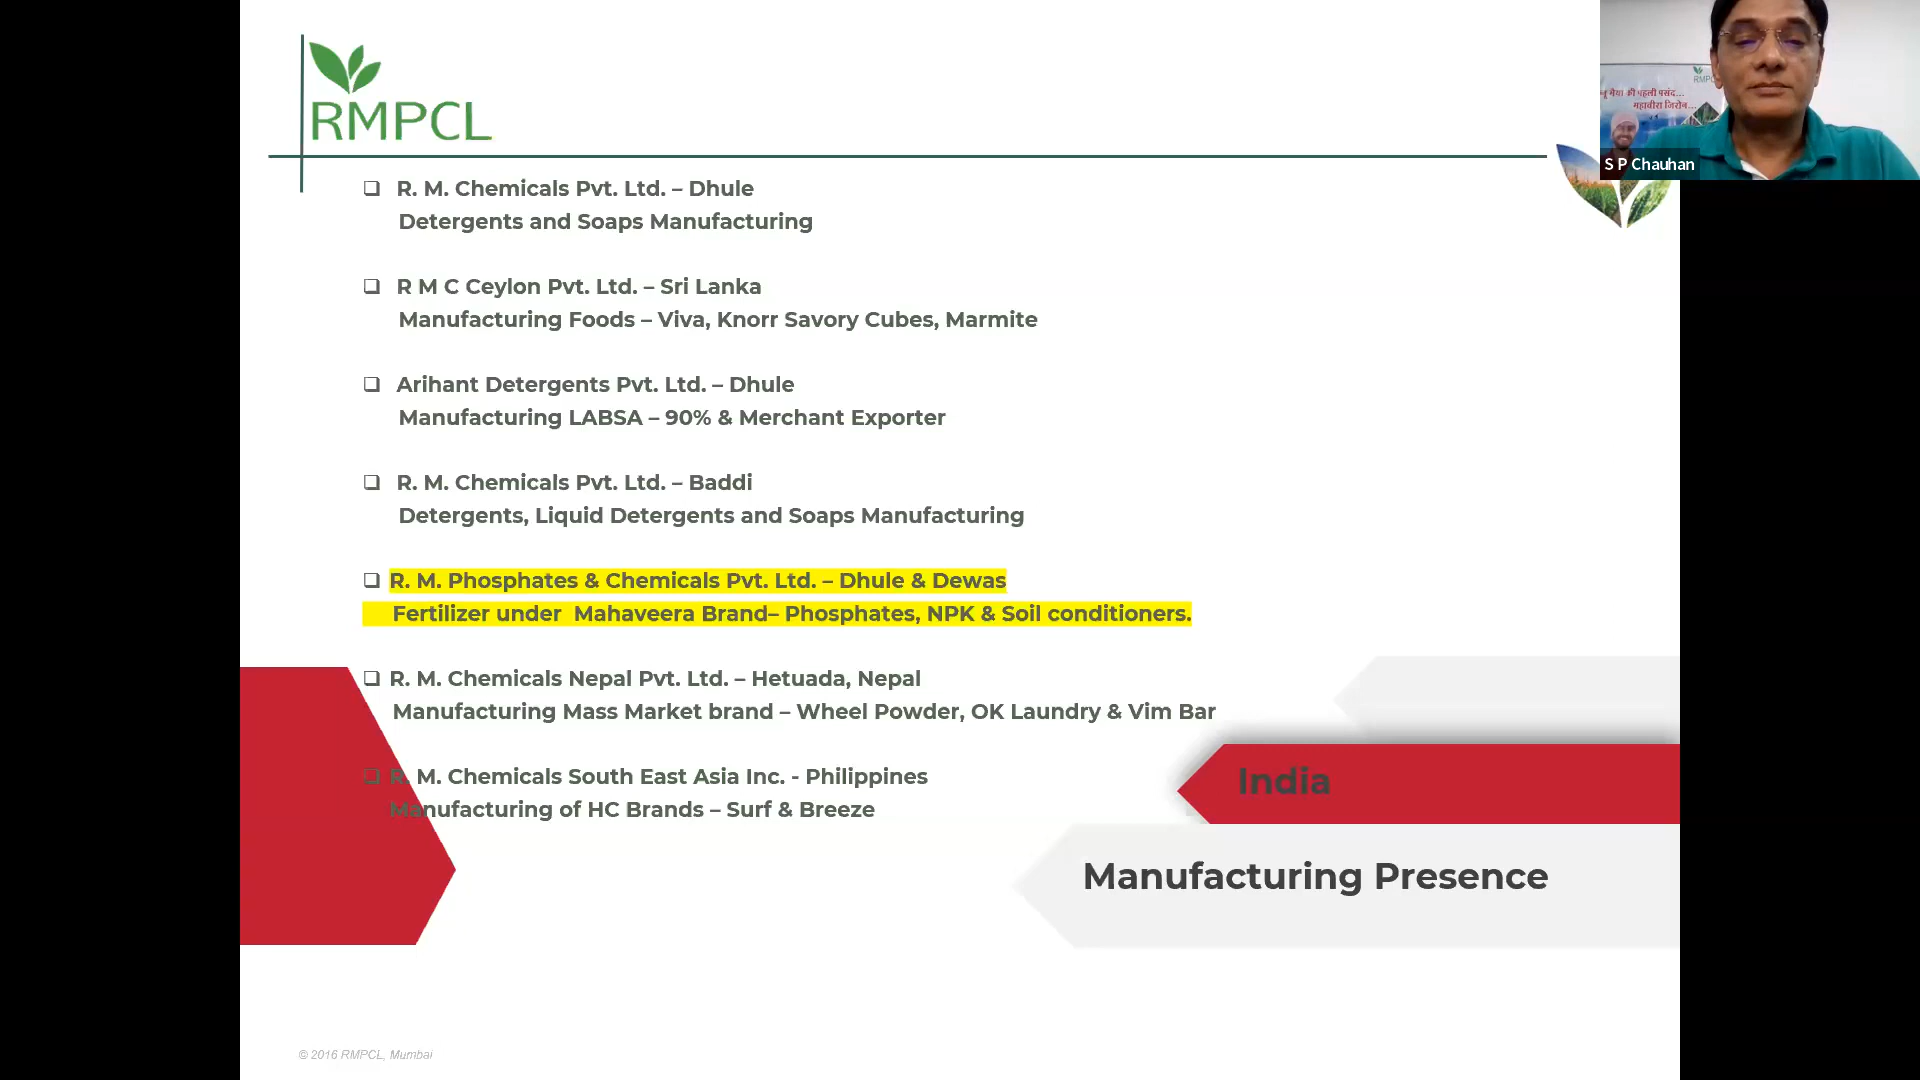 RMPCL
❑ R. M. Chemicals Pvt. Ltd. – Dhule
Detergents and Soaps Manufacturing
❑ R M C Ceylon Pvt. Ltd. – Sri Lanka
Manufacturing Foods – Viva, Knorr Savory Cubes, Marmite
❑ Arihant Detergents Pvt. Ltd. – Dhule
Manufacturing LABSA – 90% & Merchant Exporter
❑ R. M. Chemicals Pvt. Ltd. – Baddi
Detergents, Liquid Detergents and Soaps Manufacturing
❑ R. M. Phosphates & Chemicals Pvt. Ltd. – Dhule & Dewas
Fertilizer under Mahaveera Brand– Phosphates, NPK & Soil conditioners.
❑ R. M. Chemicals Nepal Pvt. Ltd. – Hetuada, Nepal
Manufacturing Mass Market brand – Wheel Powder, OK Laundry & Vim Bar
❑ R. M. Chemicals South East Asia Inc. - Philippines
Manufacturing of HC Brands – Surf & Breeze
India
Manufacturing Presence
© 2016 RMPCL, Mumbai
RMPC
भैया की पहली पसंद...
S P Chauhan